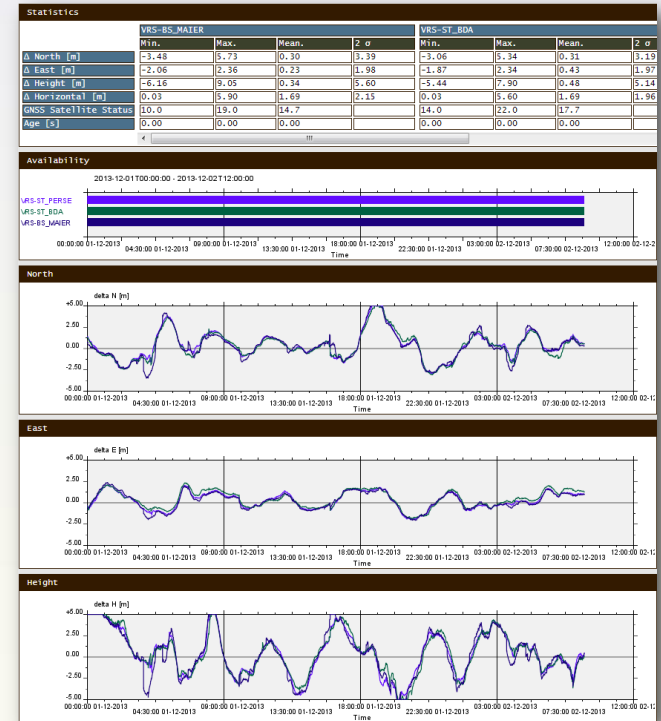 Statistics
VRS-BS_MAIER VRS-ST_BDA
Min. Max. Mean. 2 σ Min. Max. Mean. 2 σ
Δ North [m] -3.48 5.73 0.30 3.39 -3.06 5.34 0.31 3.19
Δ East [m] -2.06 2.36 0.23 1.98 -1.87 2.34 0.43 1.97
Δ Height [m] -6.16 9.05 0.34 5.60 -5.44 7.90 0.48 5.14
Δ Horizontal [m] 0.03 5.90 1.69 2.15 0.03 5.60 1.69 1.96
GNSS Satellite Status 10.0 19.0 14.7 14.0 22.0 17.7
Age [s] 0.00 0.00 0.00 0.00 0.00 0.00
Availability
2013-12-01T00:00:00 - 2013-12-02T12:00:00
VRS-ST_PERSE
VRS-ST_BDA
VRS-BS_MAIER
00:00:00 01-12-2013 09:00:00 01-12-2013 18:00:00 01-12-2013 03:00:00 02-12-2013 12:00:00 02-12-2
04:30:00 01-12-2013 13:30:00 01-12-2013 22:30:00 01-12-2013 07:30:00 02-12-2013
Time
North
delta N [m]
+5.00
2.50
0.00
-2.50
-5.00
00:00:00 01-12-2013 09:00:00 01-12-2013 18:00:00 01-12-2013 03:00:00 02-12-2013 12:00:00 02-12
04:30:00 01-12-2013 13:30:00 01-12-2013 22:30:00 01-12-2013 07:30:00 02-12-2013
Time
East
delta E [m]
+5.00
2.50
0.00
-2.50
-5.00
00:00:00 01-12-2013 09:00:00 01-12-2013 18:00:00 01-12-2013 03:00:00 02-12-2013 12:00:00 02-12
04:30:00 01-12-2013 13:30:00 01-12-2013 22:30:00 01-12-2013 07:30:00 02-12-2013
Time
Height
delta H [m]
+5.00
2.50
0.00
-2.50
-5.00
00:00:00 01-12-2013 09:00:00 01-12-2013 18:00:00 01-12-2013 03:00:00 02-12-2013 12:00:00 02-12
04:30:00 01-12-2013 13:30:00 01-12-2013 22:30:00 01-12-2013 07:30:00 02-12-2013
Time